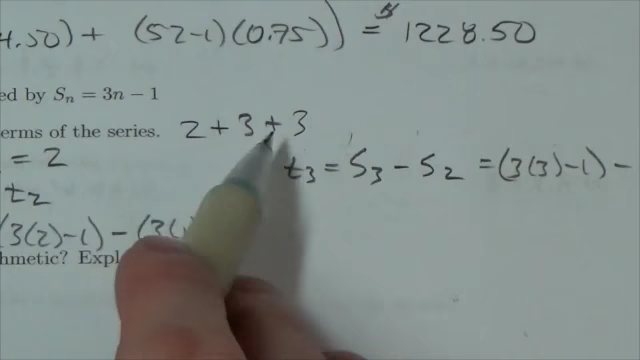 4.50) + (52-1)(0.75)) = 1228.50
ed by Sn = 3n − 1
erms of the series. 2 + 3 + 3
= 2
t3 = S3 - S2 = (3(3)-1) -
t2
(3(2)-1) - (3(
hmetic? Expl